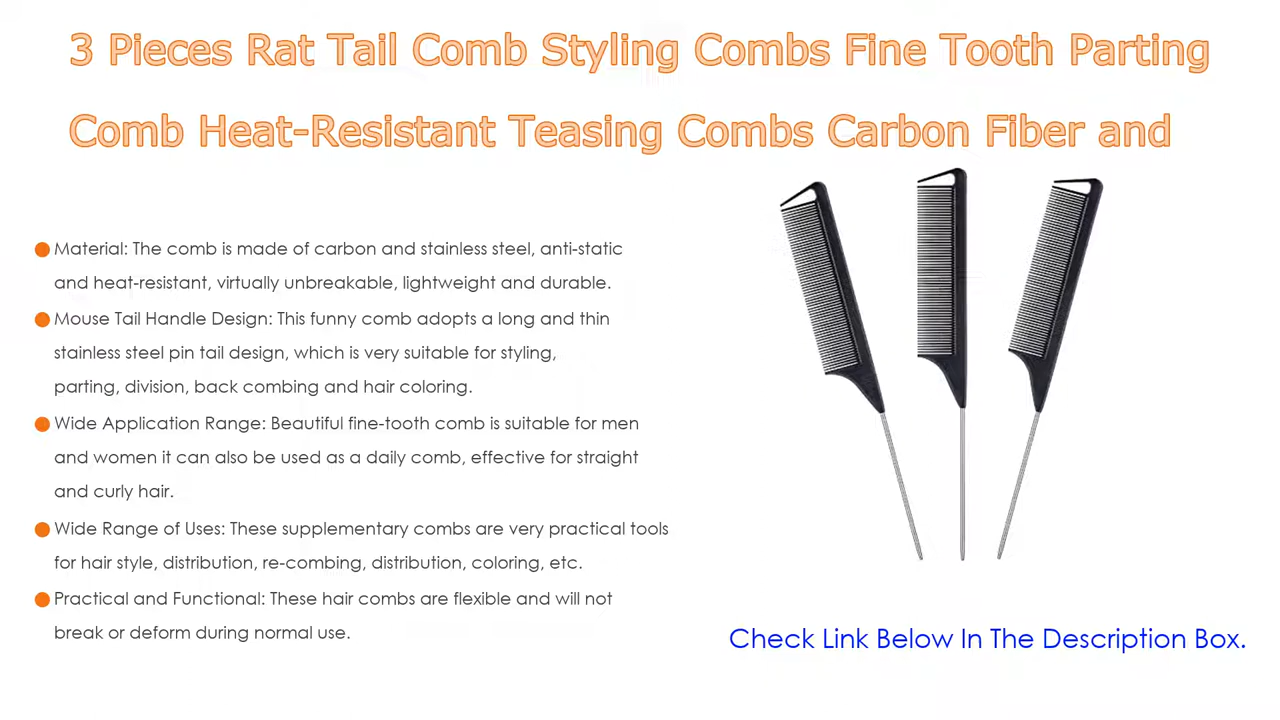 3 Pieces Rat Tail Comb Styling Combs Fine Tooth Parting
Comb Heat-Resistant Teasing Combs Carbon Fiber and
Material: The comb is made of carbon and stainless steel, anti-static
and heat-resistant, virtually unbreakable, lightweight and durable.
Mouse Tail Handle Design: This funny comb adopts a long and thin
stainless steel pin tail design, which is very suitable for styling,
parting, division, back combing and hair coloring.
Wide Application Range: Beautiful fine-tooth comb is suitable for men
and women it can also be used as a daily comb, effective for straight
and curly hair.
Wide Range of Uses: These supplementary combs are very practical tools
for hair style, distribution, re-combing, distribution, coloring, etc.
Practical and Functional: These hair combs are flexible and will not
break or deform during normal use.
Check Link Below In The Description Box.